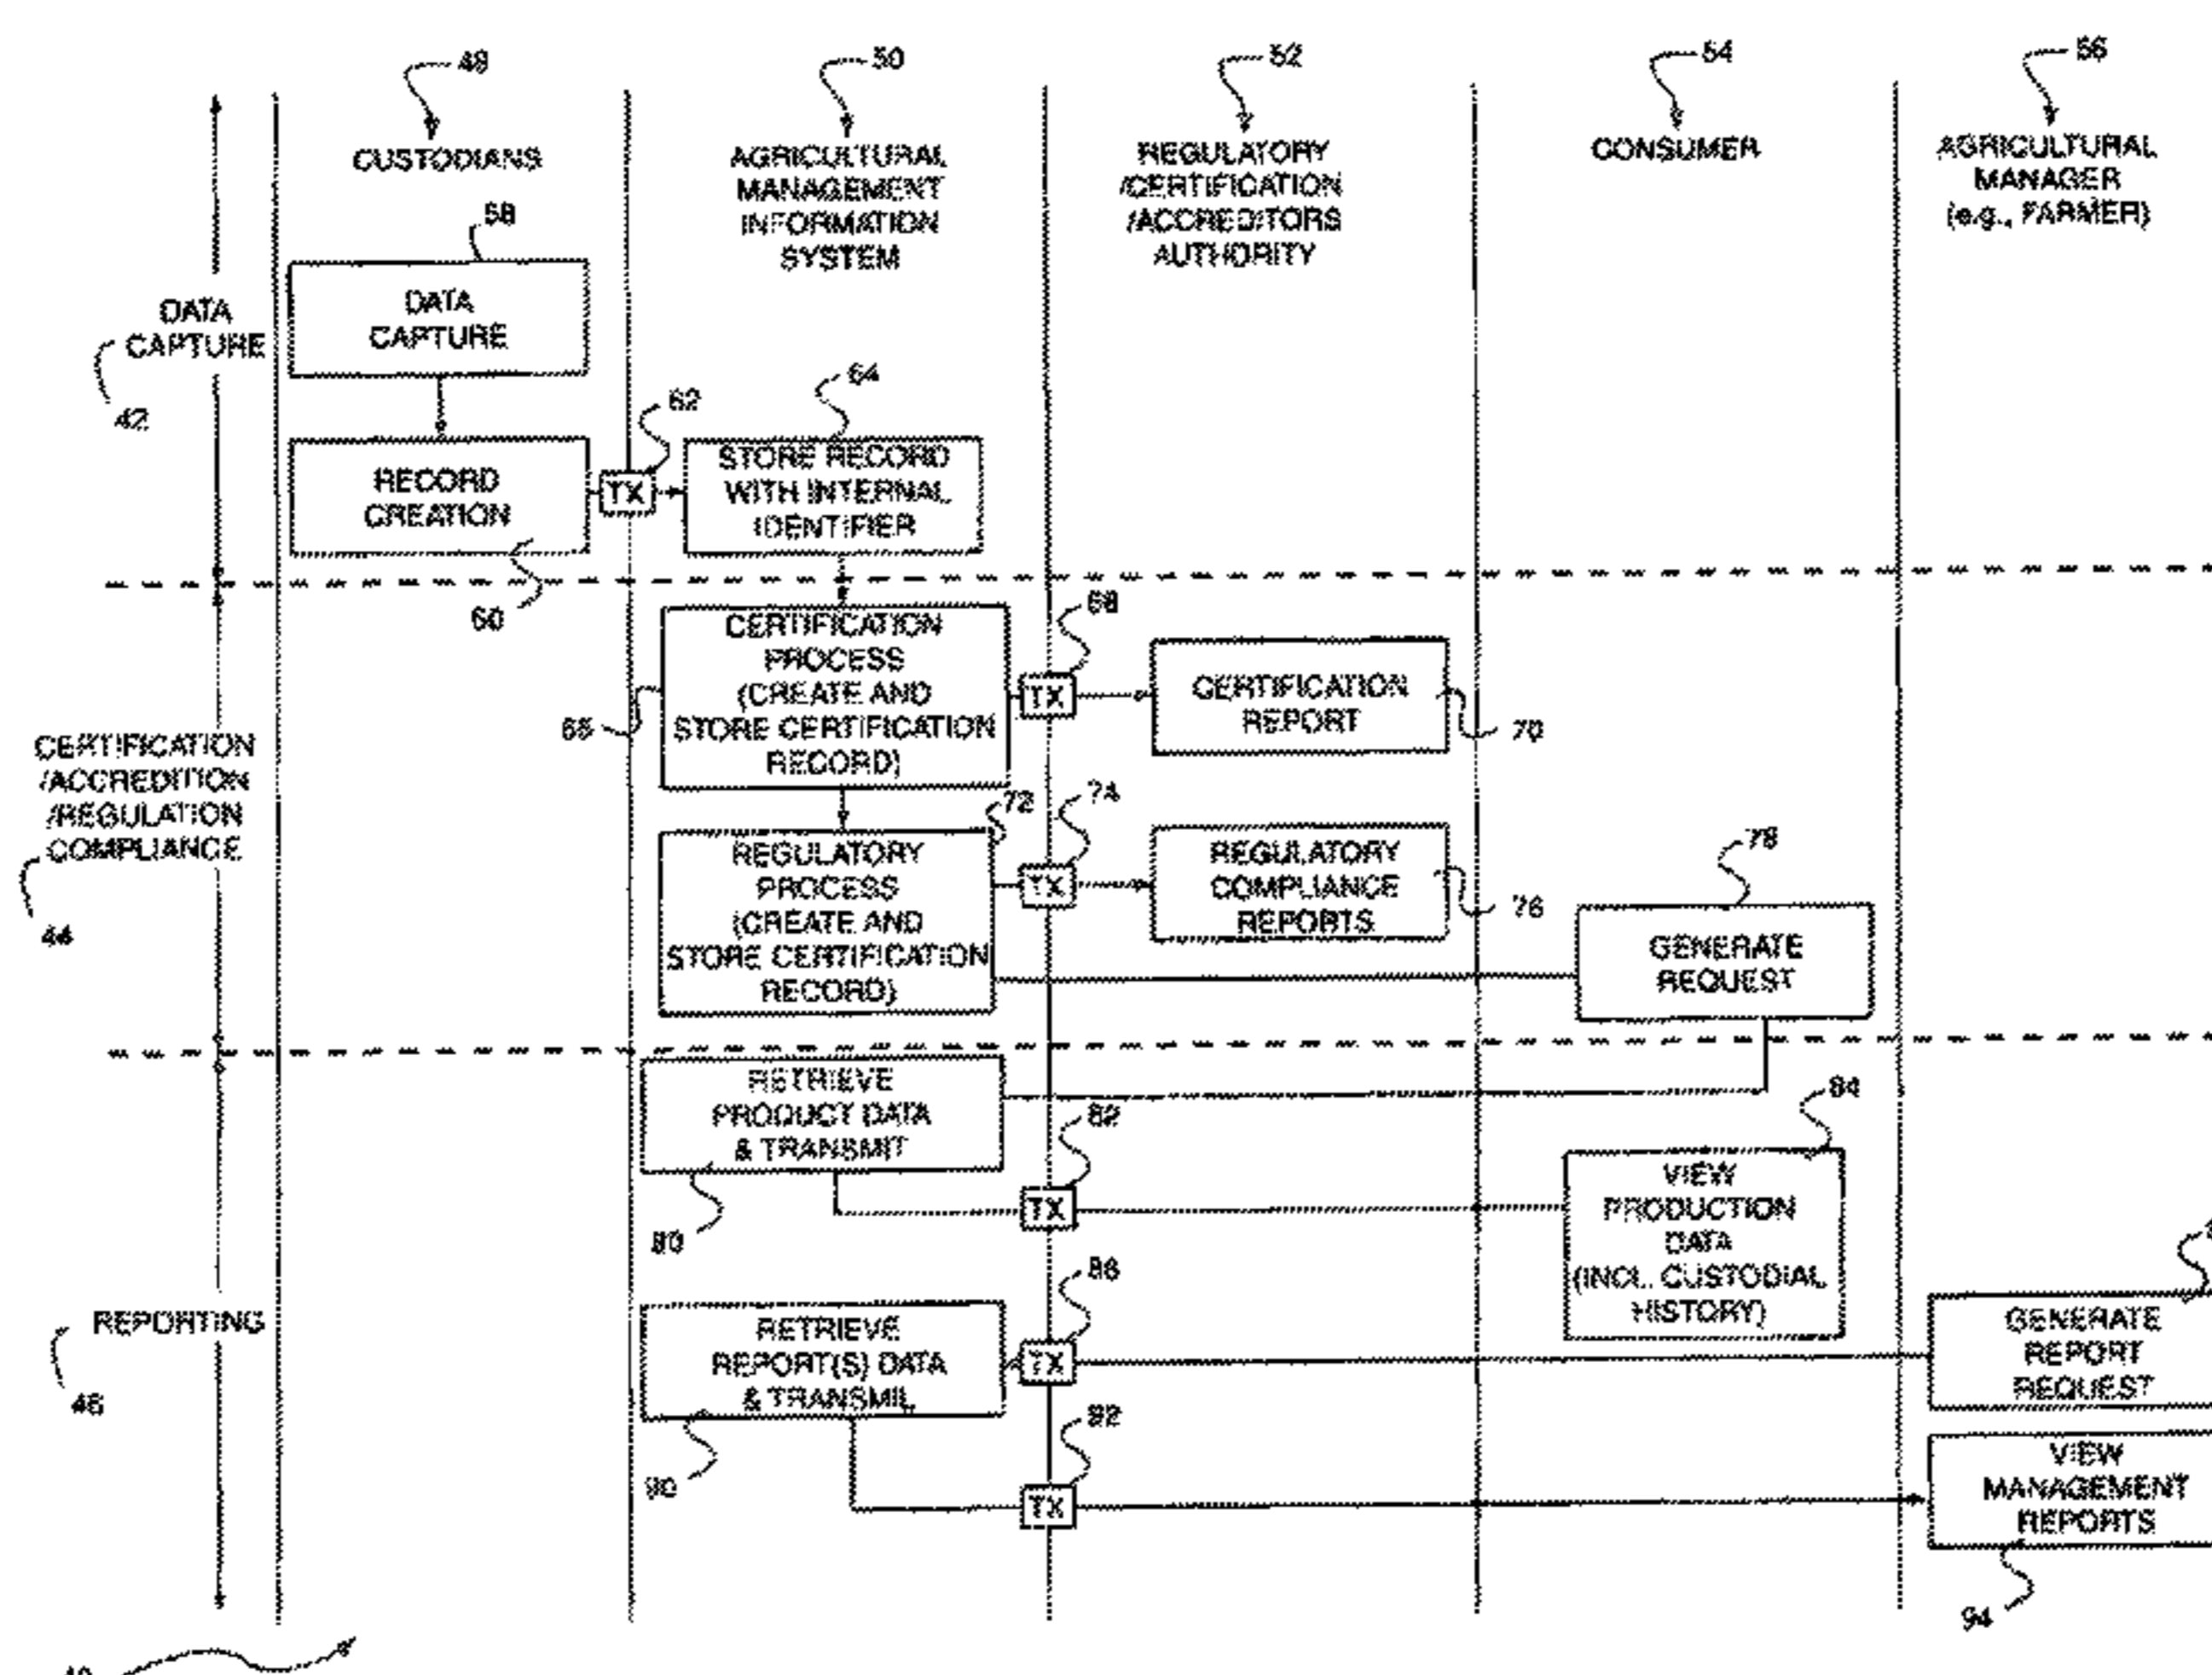 48
50
52
54
56
CUSTODIANS
AGRICULTURAL
MANAGEMENT
INFORMATION
SYSTEM
REGULATORY
/CERTIFICATION
/ACCREDITORS
AUTHORITY
CONSUMER
AGRICULTURAL
MANAGER
(e.g., FARMER)
58
DATA
CAPTURE
DATA
CAPTURE
42
62
64
RECORD
CREATION
TX
STORE RECORD
WITH INTERNAL
IDENTIFIER
60
CERTIFICATION
PROCESS
(CREATE AND
STORE CERTIFICATION
RECORD)
68
TX
CERTIFICATION
REPORT
70
CERTIFICATION
/ACCREDITION
/REGULATION
COMPLIANCE
44
72
74
REGULATORY
PROCESS
(CREATE AND
STORE CERTIFICATION
RECORD)
TX
REGULATORY
COMPLIANCE
REPORTS
76
78
GENERATE
REQUEST
RETRIEVE
PRODUCT DATA
& TRANSMIT
80
82
TX
84
VIEW
PRODUCTION
DATA
(INCL. CUSTODIAL
HISTORY)
REPORTING
46
RETRIEVE
REPORT(S) DATA
& TRANSMIL
90
86
TX
GENERATE
REPORT
REQUEST
92
TX
VIEW
MANAGEMENT
REPORTS
94